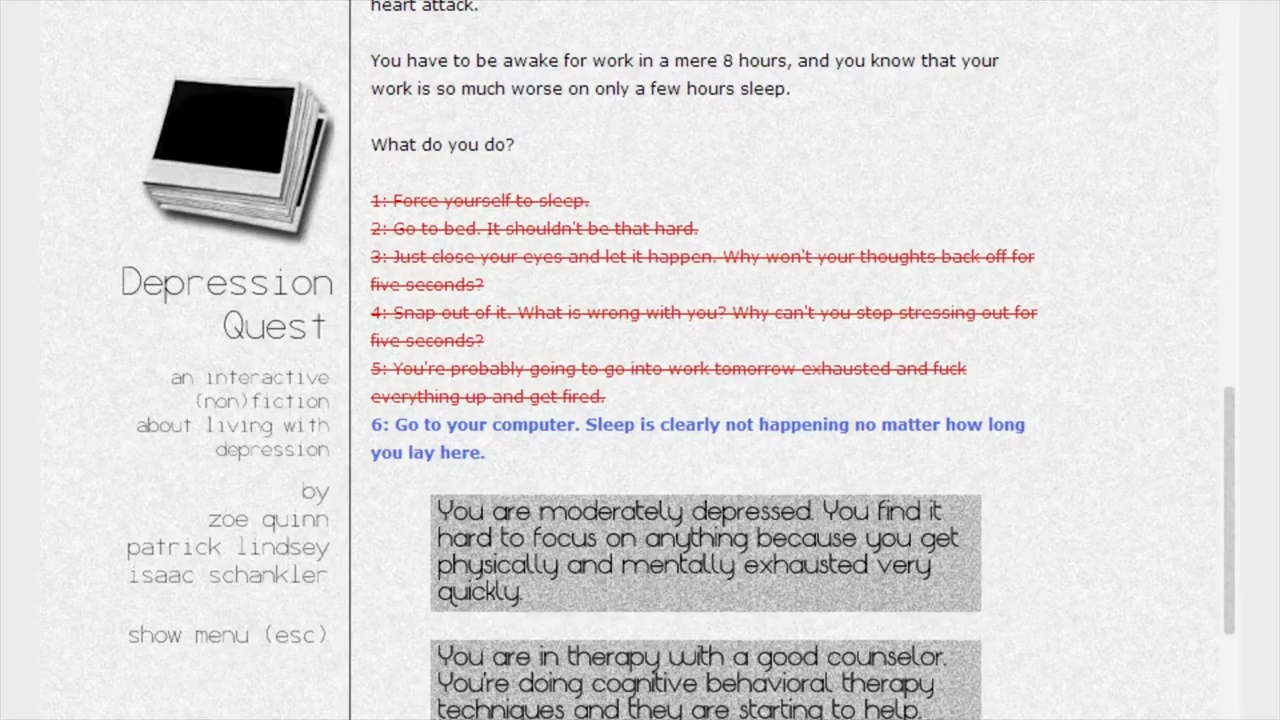 heart attack.
You have to be awake for work in a mere 8 hours, and you know that your
work is so much worse on only a few hours sleep.
What do you do?
1: Force yourself to sleep.
2: Go to bed. It shouldn't be that hard.
3: Just close your eyes and let it happen. Why won't your thoughts back off for
five seconds?
4: Snap out of it. What is wrong with you? Why can't you stop stressing out for
five seconds?
5: You're probably going to go into work tomorrow exhausted and fuck
everything up and get fired.
6: Go to your computer. Sleep is clearly not happening no matter how long
you lay here.
You are moderately depressed. You find it
hard to focus on anything because you get
physically and mentally exhausted very
quickly.
You are in therapy with a good counselor.
You're doing cognitive behavioral therapy
techniques and they are starting to help.
Depression
Quest
an interactive
(non)fiction
about living with
depression
by
zoe quinn
patrick lindsey
isaac schankler
show menu (esc)